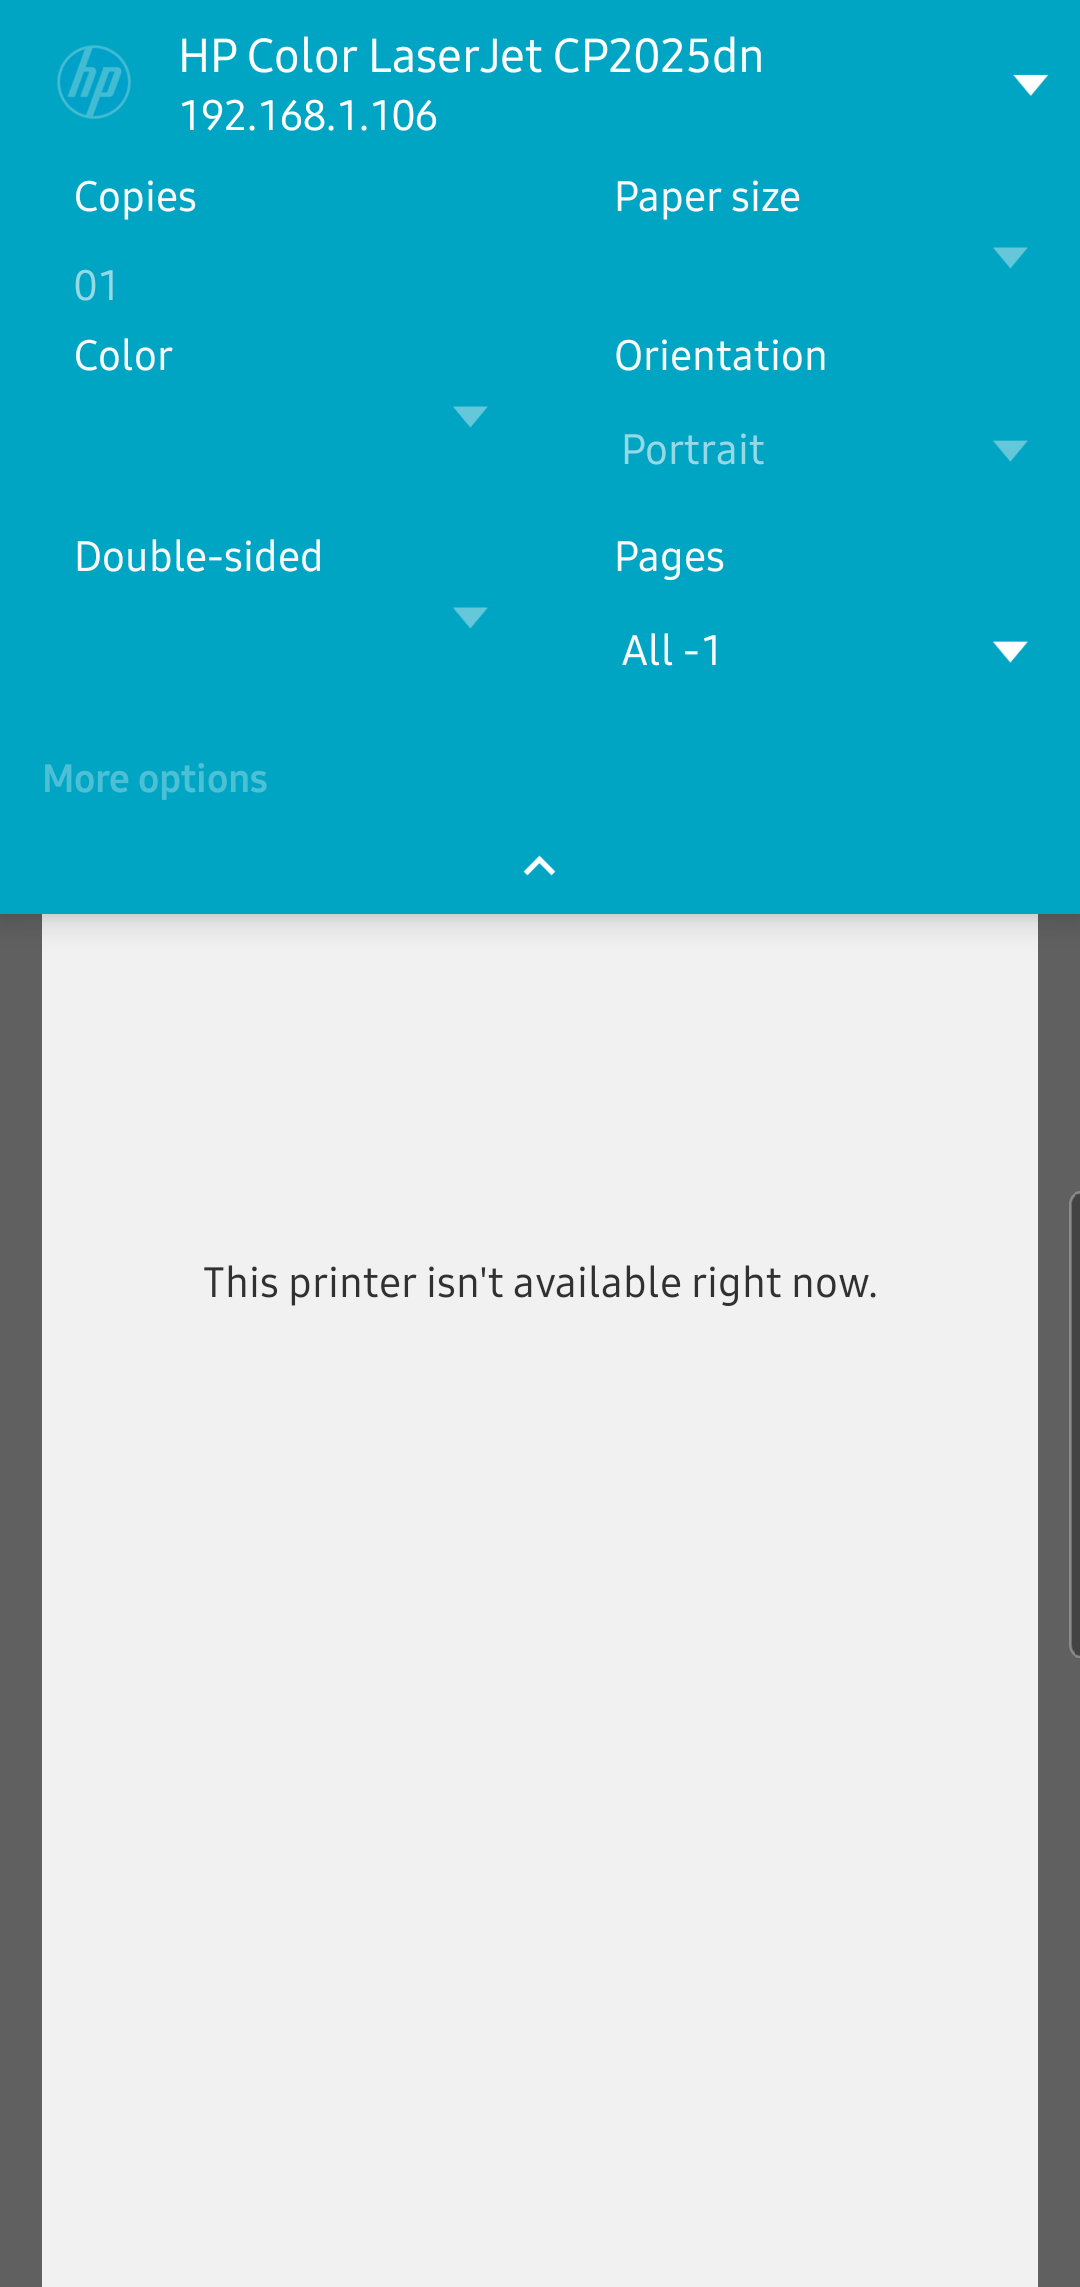 hp
HP Color LaserJet CP2025dn
192.168.1.106
Copies
Paper size
01
Color
Orientation
Portrait
Double-sided
Pages
All -1
More options
This printer isn't available right now.